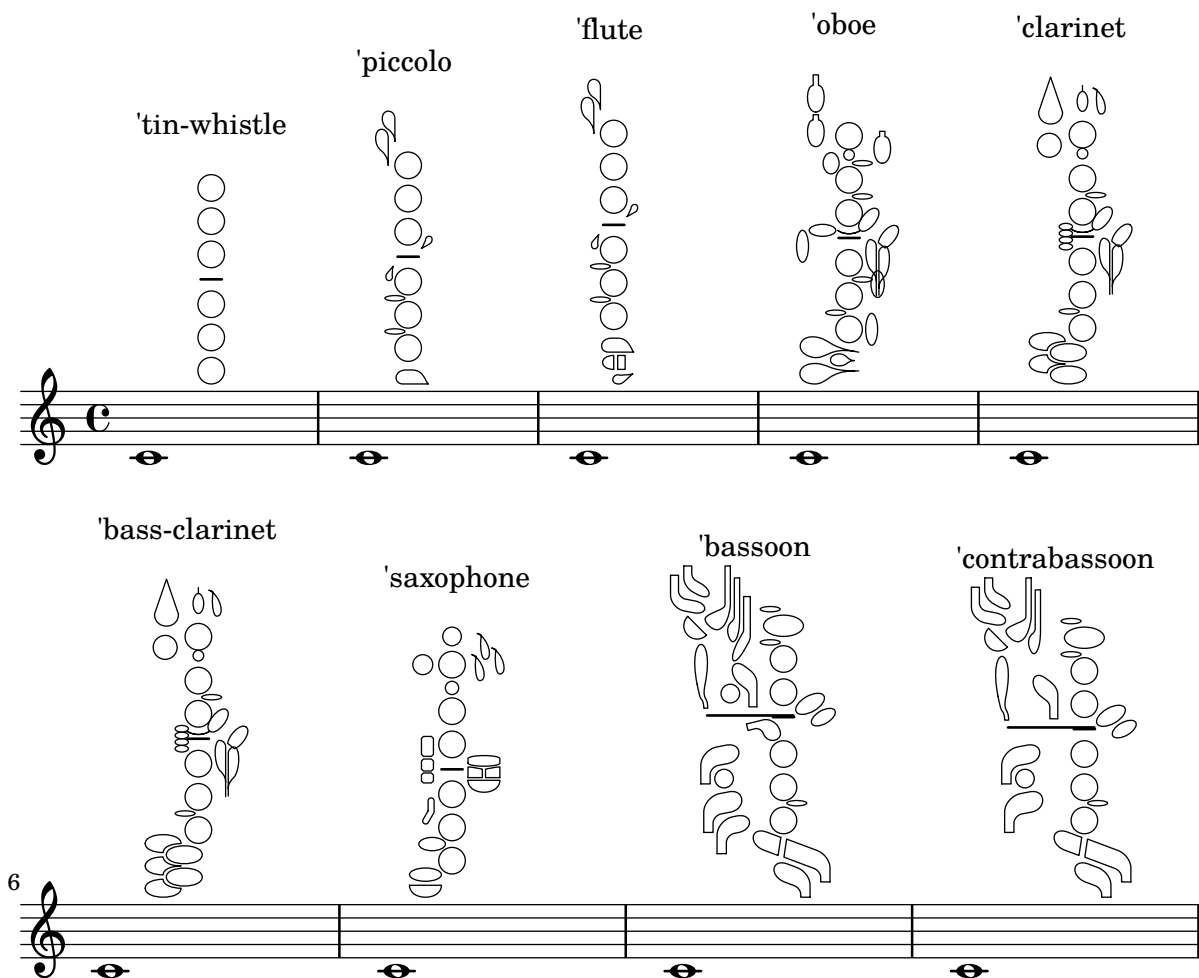 'tin-whistle
'piccolo
'flute
'oboe
'clarinet
'bass-clarinet
'saxophone
'bassoon
'contrabassoon
6